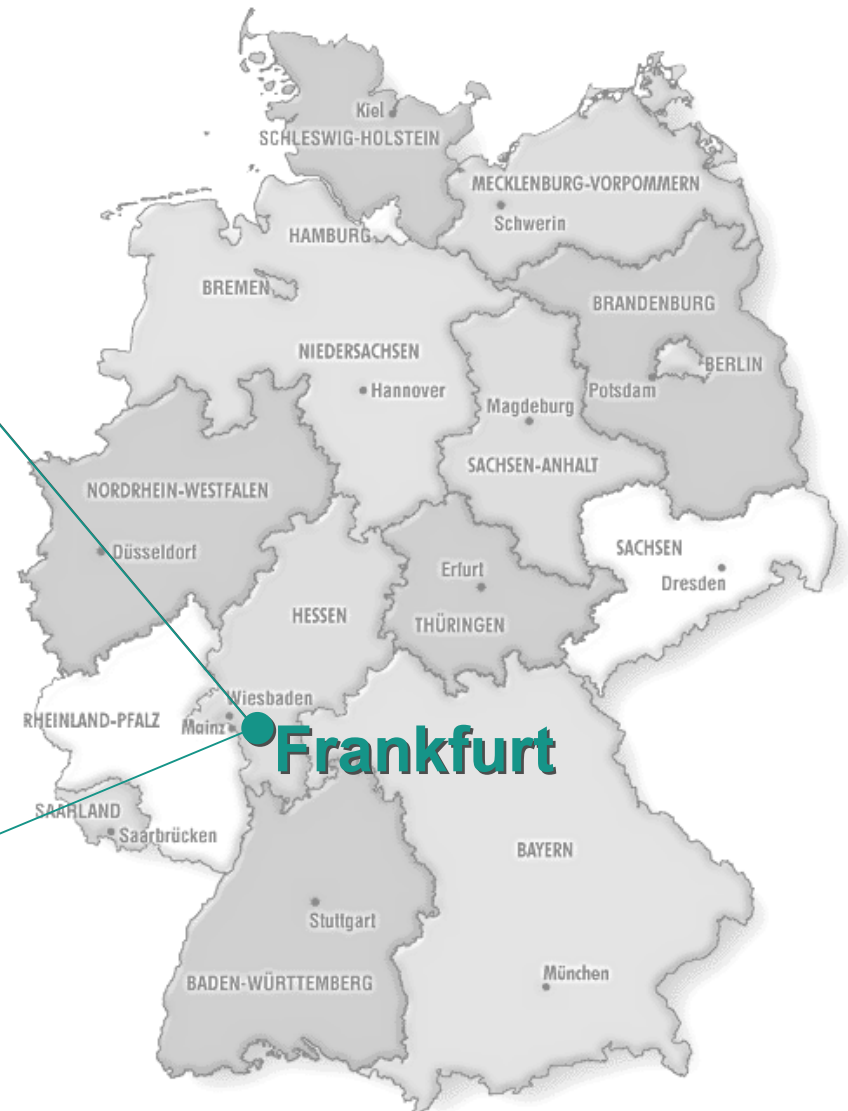 Kiel
SCHLESWIG-HOLSTEIN
MECKLENBURG-VORPOMMERN
Schwerin
HAMBURG
BREMEN
BRANDENBURG
NIEDERSACHSEN
BERLIN
Hannover
Potsdam
Magdeburg
SACHSEN-ANHALT
NORDRHEIN-WESTFALEN
Düsseldorf
SACHSEN
Erfurt
Dresden
HESSEN
THÜRINGEN
Wiesbaden
RHEINLAND-PFALZ
Mainz
Frankfurt
SAARLAND
Saarbrücken
BAYERN
Stuttgart
München
BADEN-WÜRTTEMBERG